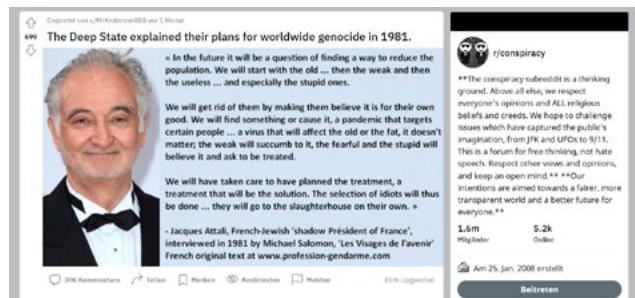 Gepostet von u/MrAnderson888 vor 1 Monat
699
The Deep State explained their plans for worldwide genocide in 1981.
« In the future it will be a question of finding a way to reduce the
population. We will start with the old ... then the weak and then
the useless ... and especially the stupid ones.
We will get rid of them by making them believe it is for their own
good. We will find something or cause it, a pandemic that targets
certain people ... a virus that will affect the old or the fat, it doesn't
matter; the weak will succumb to it, the fearful and the stupid will
believe it and ask to be treated.
We will have taken care to have planned the treatment, a
treatment that will be the solution. The selection of idiots will thus
be done ... they will go to the slaughterhouse on their own. »
- Jacques Attali, French-Jewish 'shadow Président of France',
interviewed in 1981 by Michael Salomon, 'Les Visages de l'avenir'
French original text at www.profession-gendarme.com
306 Kommentare Teilen Merken Ausblenden Melden Upgevotet
r/conspiracy
**The conspiracy subreddit is a thinking
ground. Above all else, we respect
everyone's opinions and ALL religious
beliefs and creeds. We hope to challenge
issues which have captured the public's
imagination, from JFK and UFOs to 9/11.
This is a forum for free thinking, not hate
speech. Respect other views and opinions,
and keep an open mind.** **Our
intentions are aimed towards a fairer, more
transparent world and a better future for
everyone.**
1.6m 5.2k
Mitglieder Online
Am 25. Jan. 2008 erstellt
Beitreten